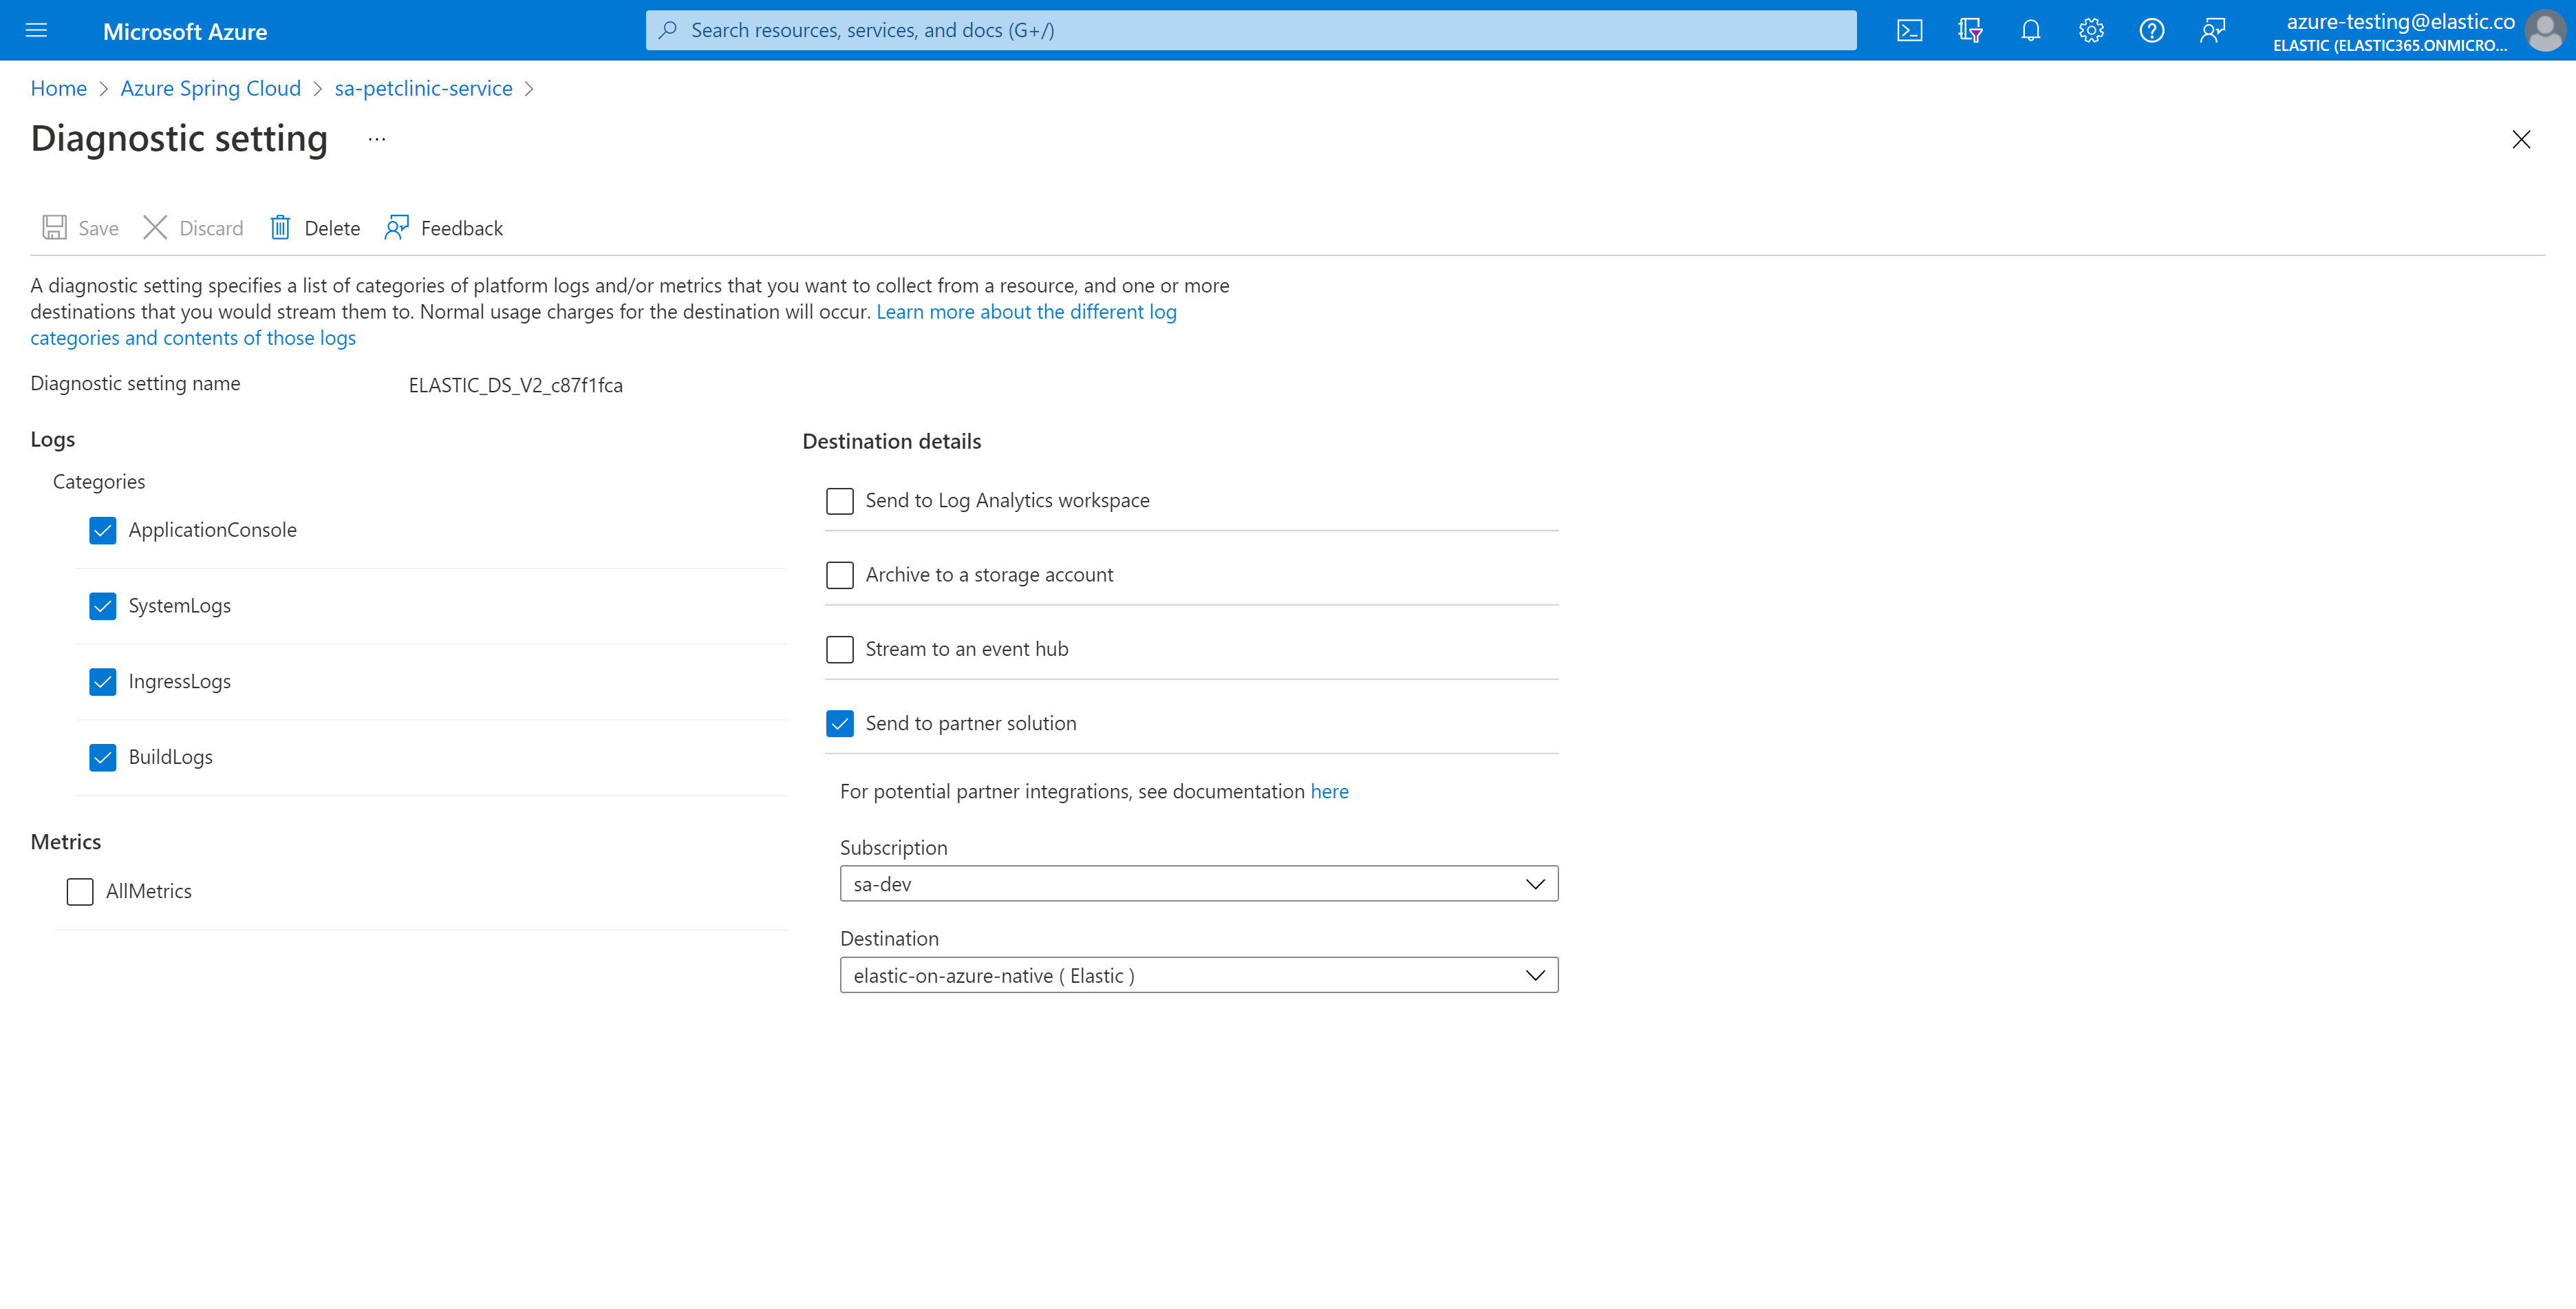 Microsoft Azure
Search resources, services, and docs (G+/)
azure-testing@elastic.co
ELASTIC (ELASTIC365.ONMICRO...
Home > Azure Spring Cloud > sa-petclinic-service >
Diagnostic setting ...
Save Discard Delete Feedback
A diagnostic setting specifies a list of categories of platform logs and/or metrics that you want to collect from a resource, and one or more
destinations that you would stream them to. Normal usage charges for the destination will occur. Learn more about the different log
categories and contents of those logs
Diagnostic setting name ELASTIC_DS_V2_c87f1fca
Logs
Categories
ApplicationConsole
SystemLogs
IngressLogs
BuildLogs
Metrics
AllMetrics
Destination details
Send to Log Analytics workspace
Archive to a storage account
Stream to an event hub
Send to partner solution
For potential partner integrations, see documentation here
Subscription
sa-dev
Destination
elastic-on-azure-native ( Elastic )